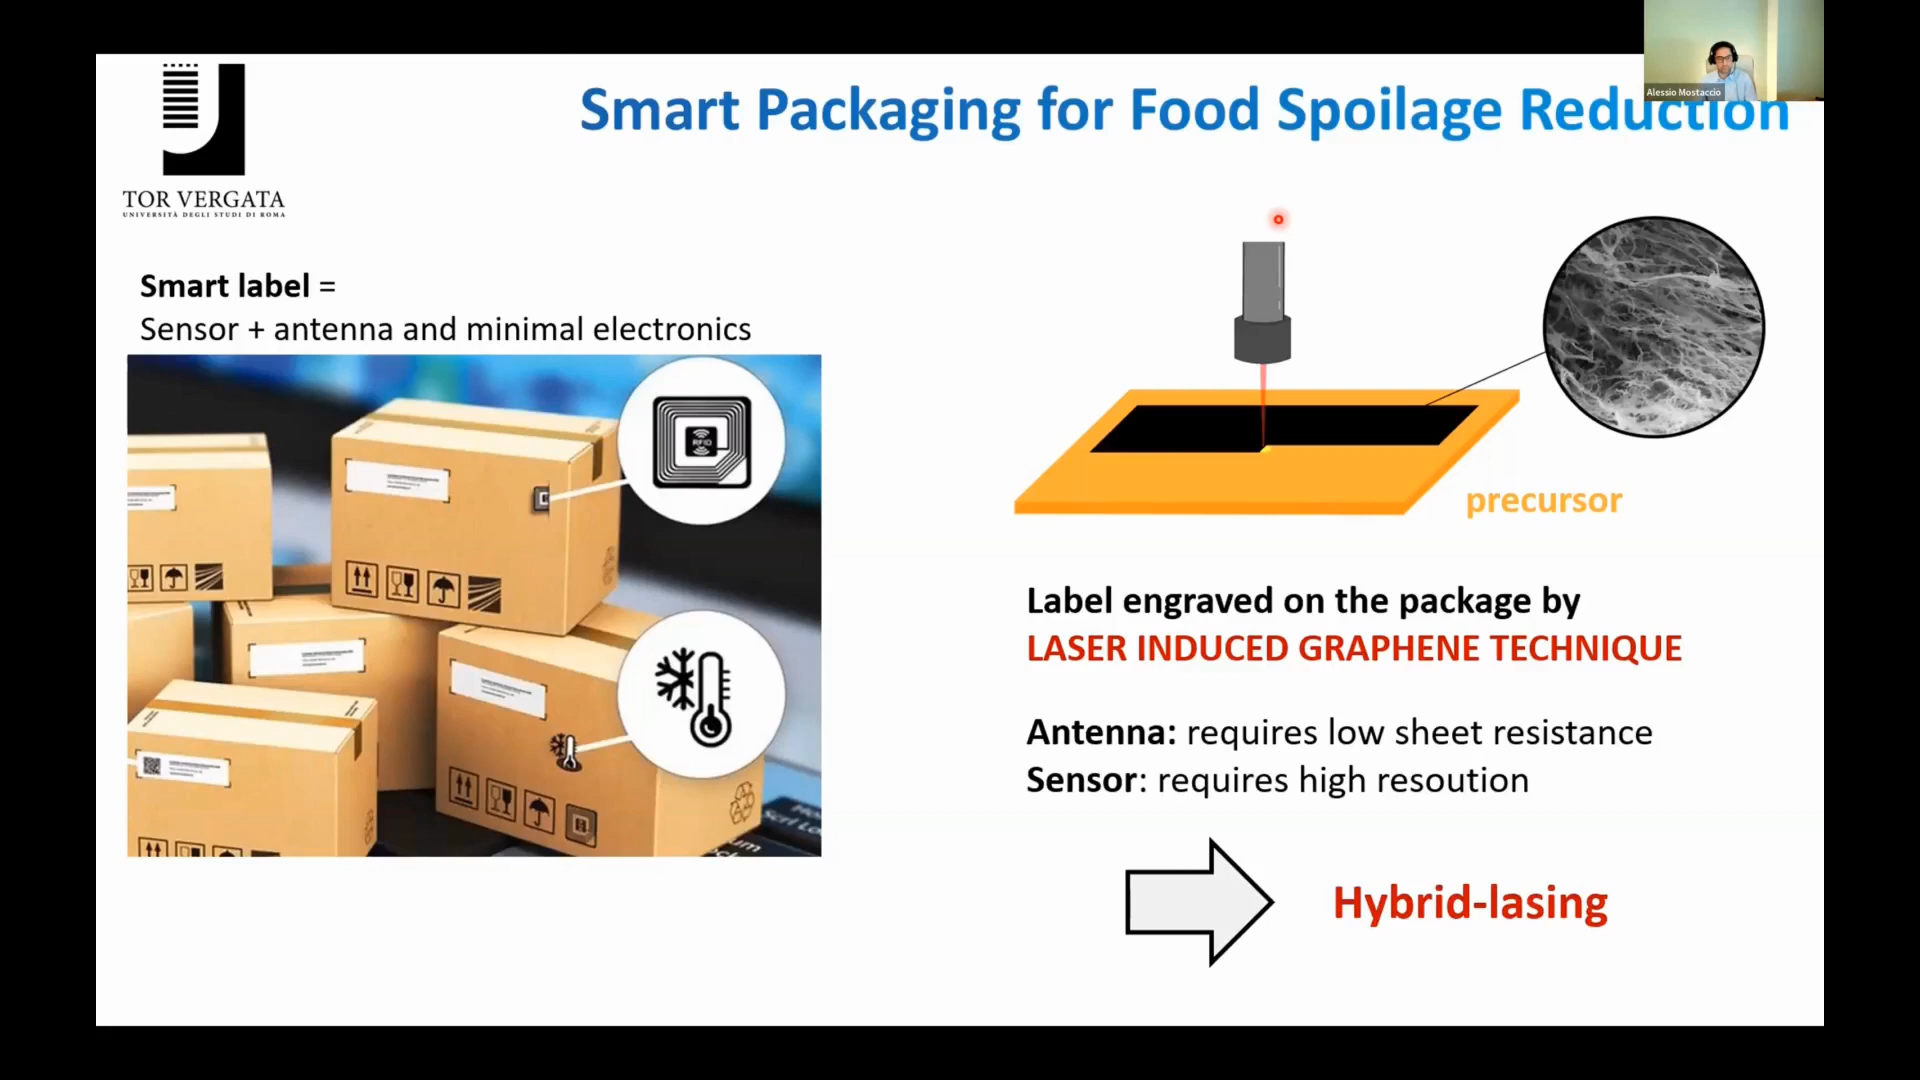 Alessio Mostaccio
Smart Packaging for Food Spoilage Reduction
TOR VERGATA
UNIVERSITÀ DEGLI STUDI DI ROMA
Smart label =
Sensor + antenna and minimal electronics
RFID
precursor
Label engraved on the package by
LASER INDUCED GRAPHENE TECHNIQUE
Antenna: requires low sheet resistance
Sensor: requires high resoution
Hybrid-lasing